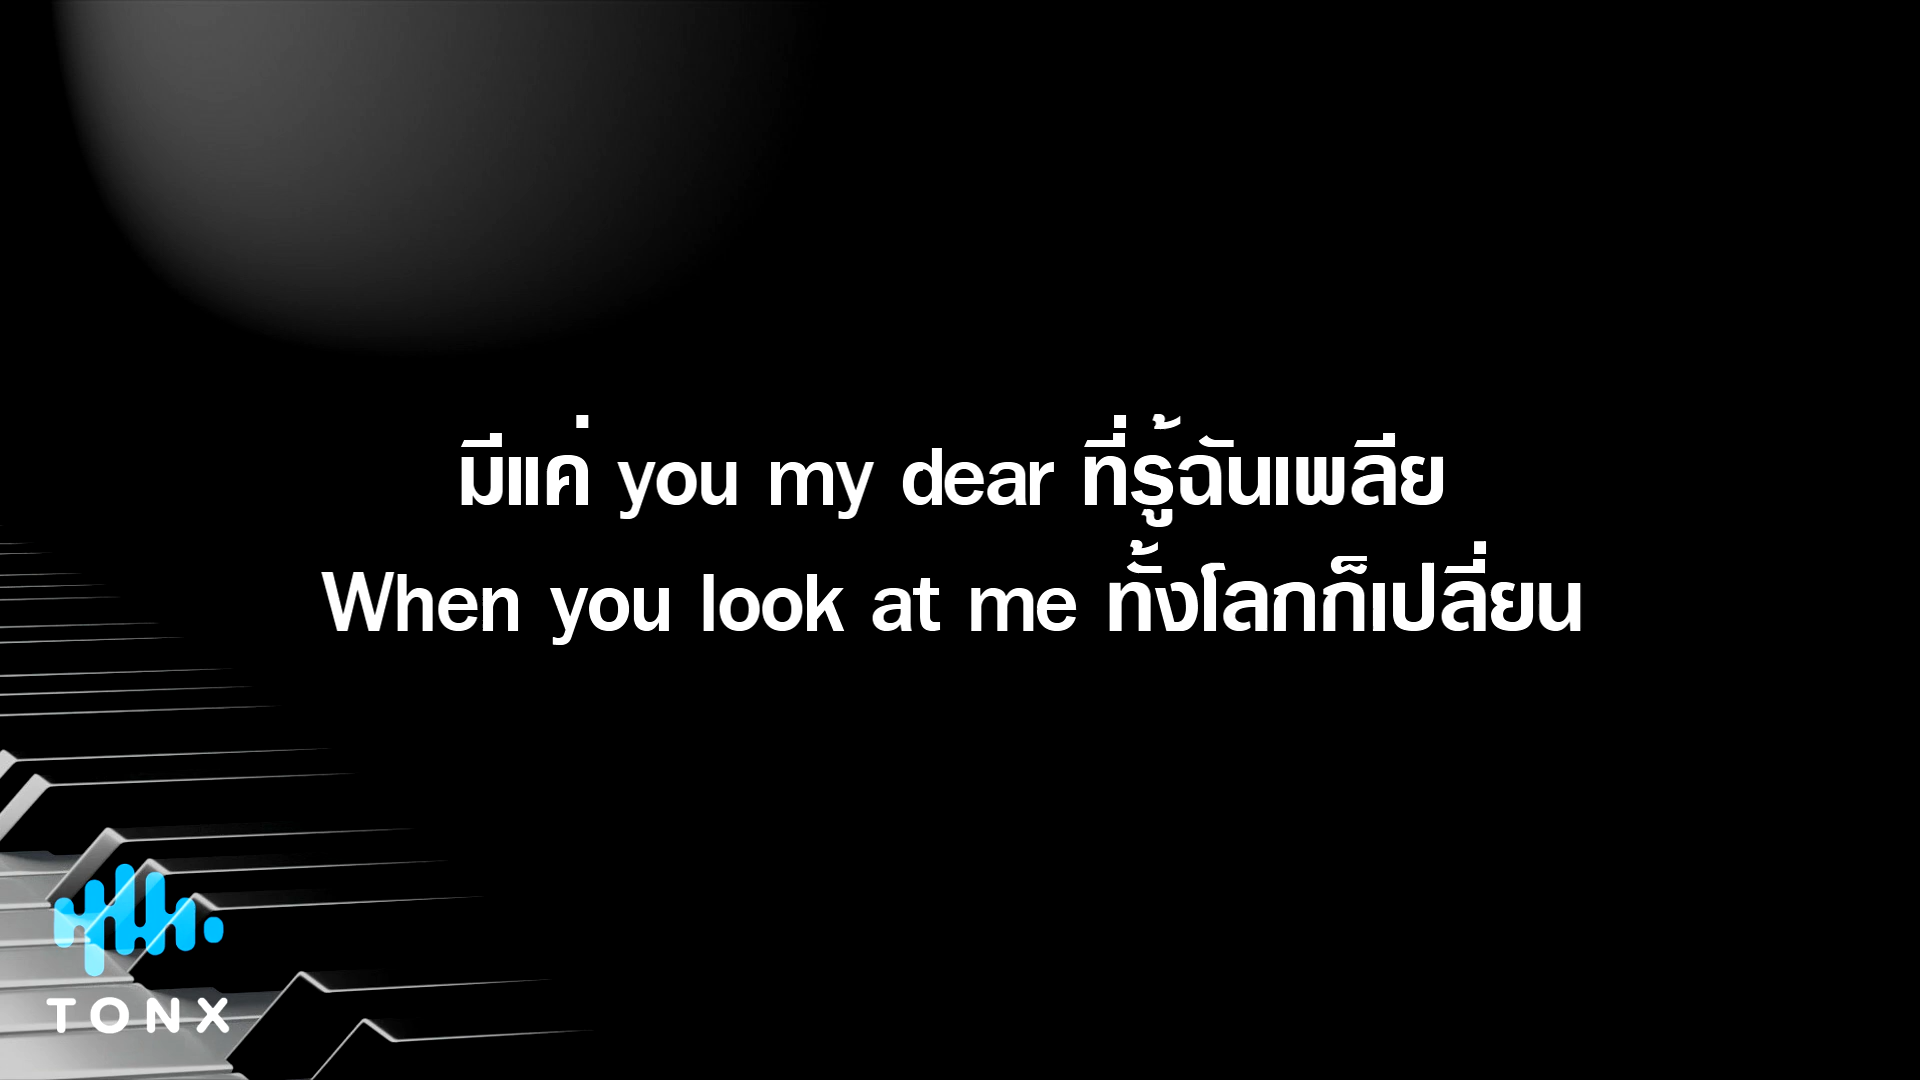 มีแค่ you my dear ที่รู้ฉันเพลีย
When you look at me ทั้งโลกก็เปลี่ยน
TONX